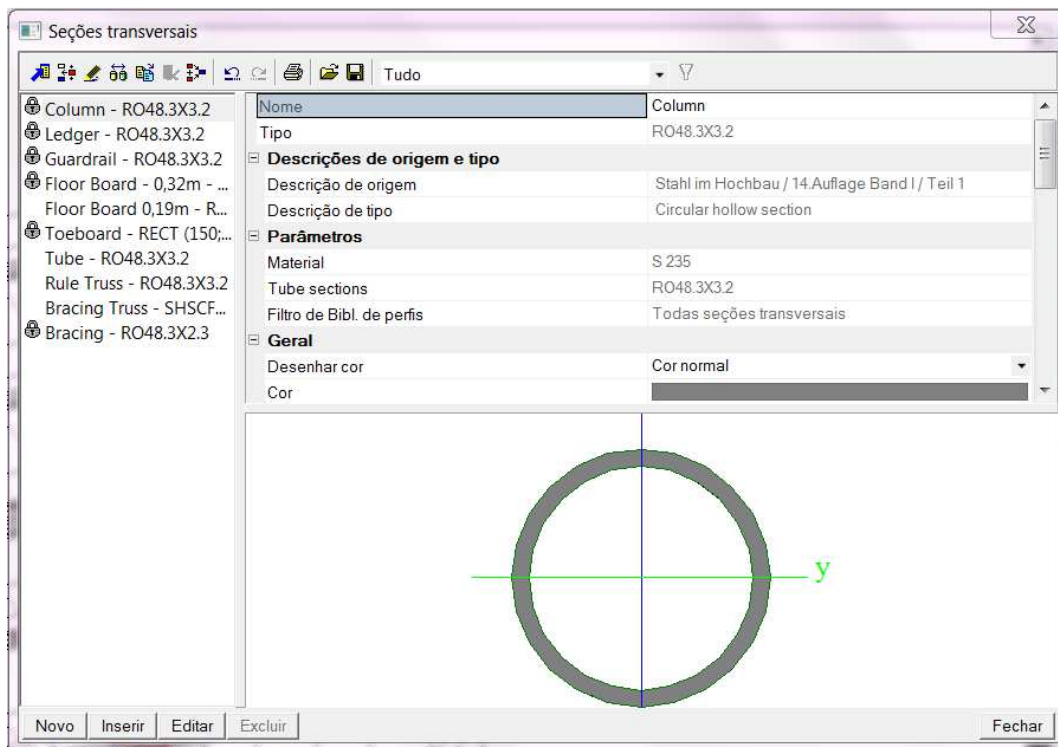 Seções transversais
Tudo
Column - RO48.3X3.2
Ledger - RO48.3X3.2
Guardrail - RO48.3X3.2
Floor Board - 0,32m - ...
Floor Board 0,19m - R...
Toeboard - RECT (150;...
Tube - RO48.3X3.2
Rule Truss - RO48.3X3.2
Bracing Truss - SHSCF...
Bracing - RO48.3X2.3
Nome Column
Tipo RO48.3X3.2
Descrições de origem e tipo
Descrição de origem Stahl im Hochbau / 14.Auflage Band I / Teil 1
Descrição de tipo Circular hollow section
Parâmetros
Material S 235
Tube sections RO48.3X3.2
Filtro de Bibl. de perfis Todas seções transversais
Geral
Desenhar cor Cor normal
Cor
y
Novo Inserir Editar Excluir Fechar